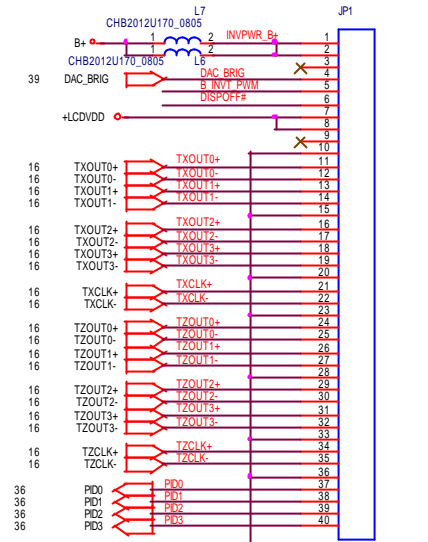 L7 JP1
CHB2012U170_0805
B+ 1 2 INVPWR_B+ 1
1 2 2
CHB2012U170_0805 L6 3
39 DAC_BRIG DAC_BRIG 4
B_INVT_PWM 5
DISPOFF# 6
+LCDVDD 7
8
9
10
16 TXOUT0+ TXOUT0+ 11
16 TXOUT0- TXOUT0- 12
16 TXOUT1+ TXOUT1+ 13
16 TXOUT1- TXOUT1- 14
15
16 TXOUT2+ TXOUT2+ 16
16 TXOUT2- TXOUT2- 17
16 TXOUT3+ TXOUT3+ 18
16 TXOUT3- TXOUT3- 19
20
16 TXCLK+ TXCLK+ 21
16 TXCLK- TXCLK- 22
23
16 TZOUT0+ TZOUT0+ 24
16 TZOUT0- TZOUT0- 25
16 TZOUT1+ TZOUT1+ 26
16 TZOUT1- TZOUT1- 27
28
16 TZOUT2+ TZOUT2+ 29
16 TZOUT2- TZOUT2- 30
16 TZOUT3+ TZOUT3+ 31
16 TZOUT3- TZOUT3- 32
33
16 TZCLK+ TZCLK+ 34
16 TZCLK- TZCLK- 35
36
36 PID0 PID0 37
36 PID1 PID1 38
36 PID2 PID2 39
36 PID3 PID3 40